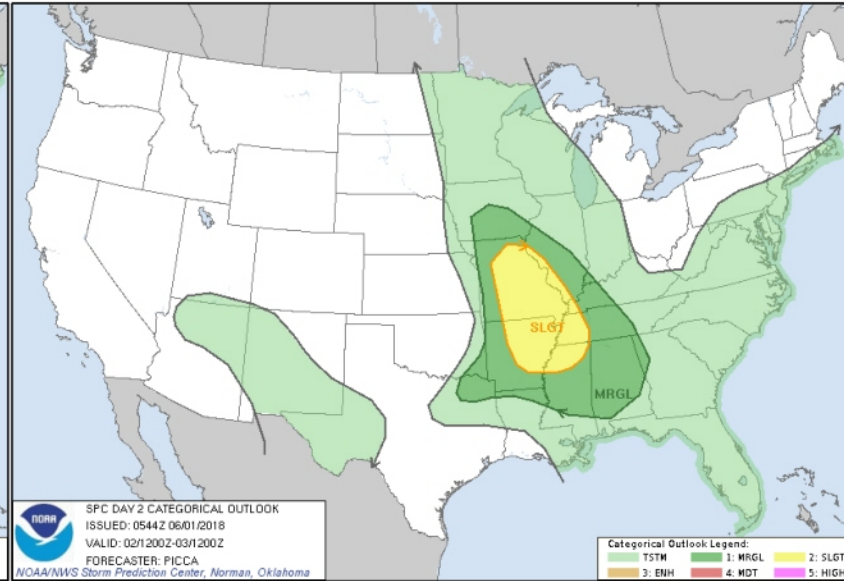 SLGT
MRGL
NOAA
SPC DAY 2 CATEGORICAL OUTLOOK
ISSUED: 0544Z 06/01/2018
VALID: 02/1200Z-03/1200Z
FORECASTER: PICCA
NOAA/NWS Storm Prediction Center, Norman, Oklahoma
Categorical Outlook Legend:
TSTM 1: MRGL 2: SLGT
3: ENH 4: MDT 5: HIGH